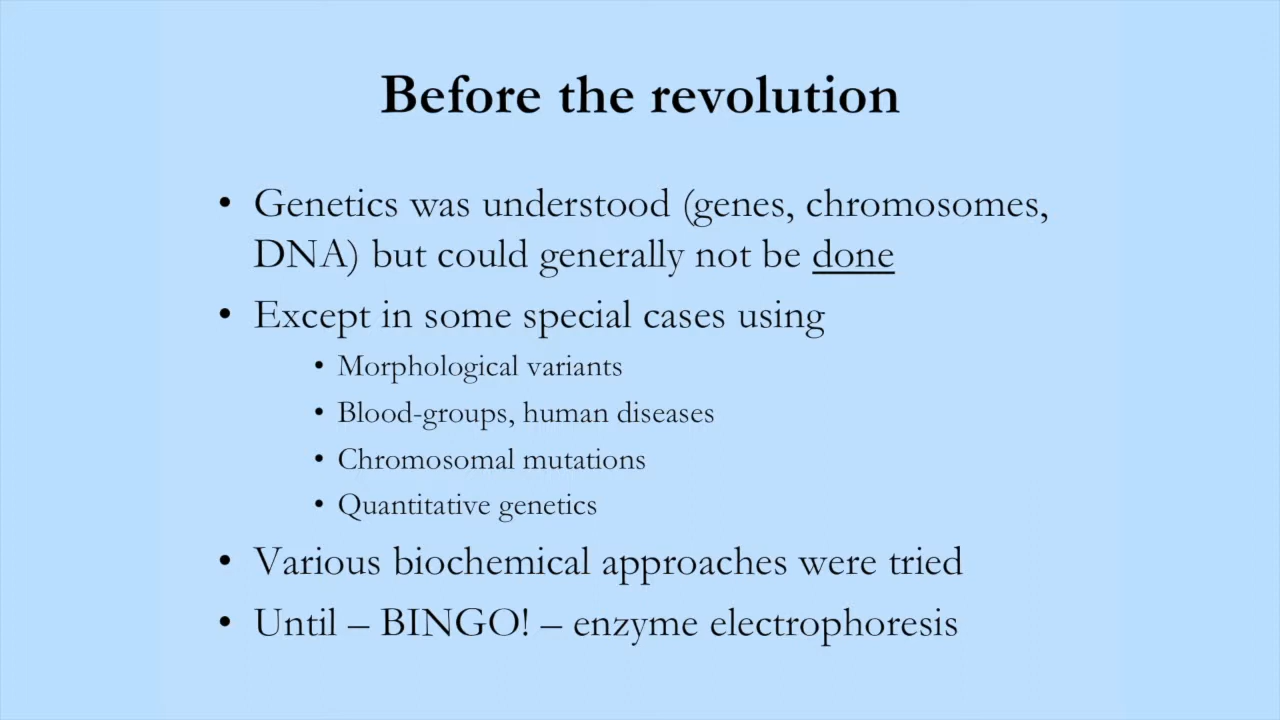 Before the revolution
• Genetics was understood (genes, chromosomes,
DNA) but could generally not be done
• Except in some special cases using
• Morphological variants
• Blood-groups, human diseases
• Chromosomal mutations
• Quantitative genetics
• Various biochemical approaches were tried
• Until – BINGO! – enzyme electrophoresis